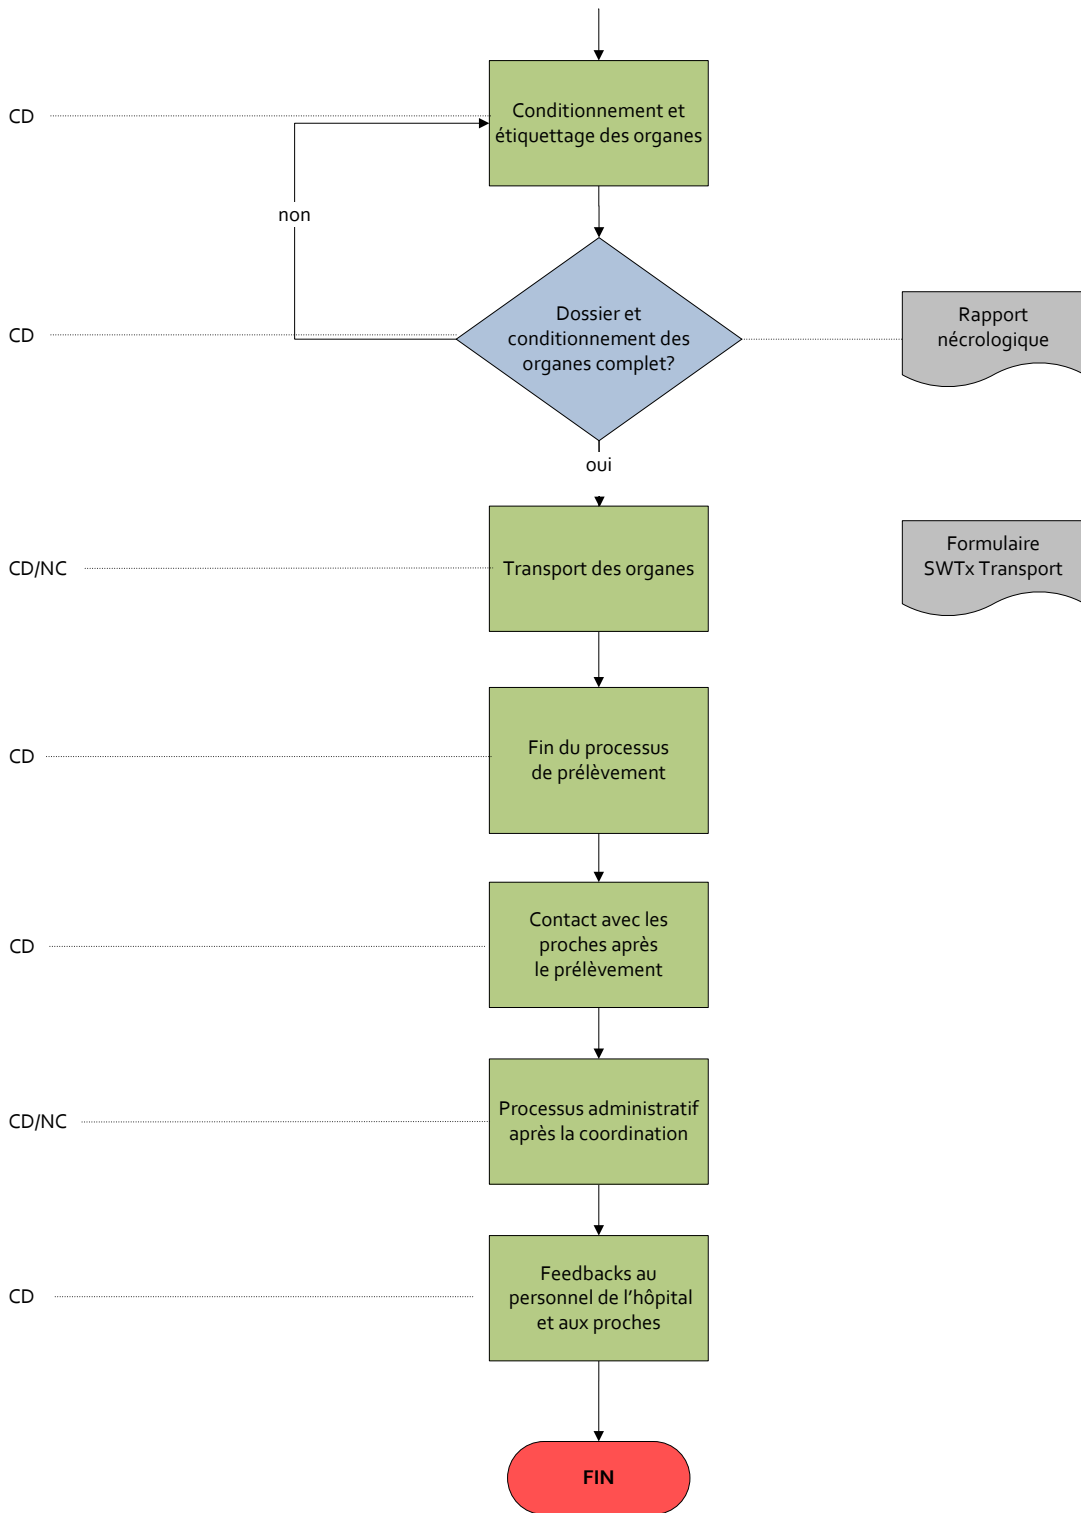 CD
Conditionnement et
étiquettage des organes
non
CD
Dossier et
conditionnement des
organes complet?
Rapport
nécrologique
oui
CD/NC
Transport des organes
Formulaire
SWTx Transport
CD
Fin du processus
de prélèvement
CD
Contact avec les
proches après
le prélèvement
CD/NC
Processus administratif
après la coordination
CD
Feedbacks au
personnel de l’hôpital
et aux proches
FIN